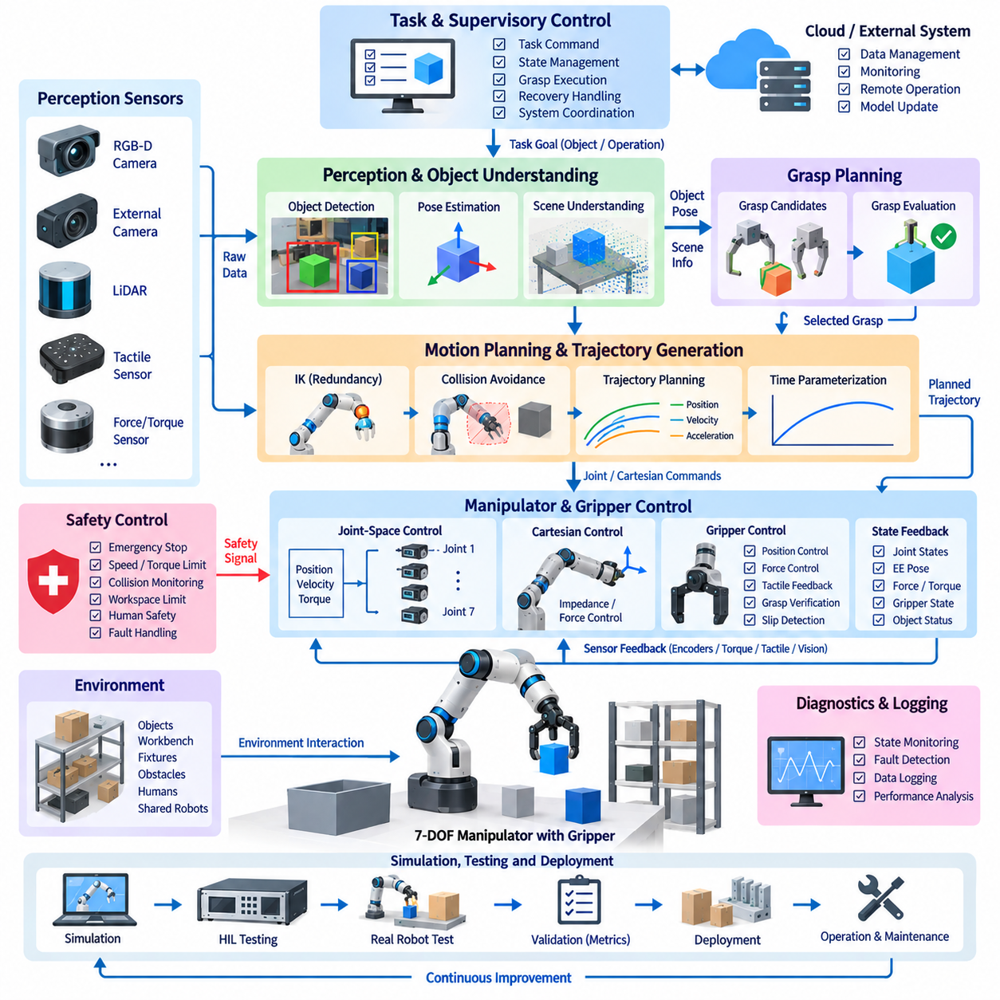 Task & Supervisory Control
Task Command
State Management
Grasp Execution
Recovery Handling
System Coordination
Cloud / External System
Data Management
Monitoring
Remote Operation
Model Update
Perception Sensors
RGB-D
Camera
External
Camera
LiDAR
Tactile
Sensor
Force/Torque
Sensor
...
Raw
Data
Task Goal (Object / Operation)
Perception & Object Understanding
Object Detection
Pose Estimation
Scene Understanding
Object
Pose
Scene
Info
Grasp Planning
Grasp Candidates
Grasp Evaluation
Selected Grasp
Motion Planning & Trajectory Generation
IK (Redundancy)
Collision Avoidance
Trajectory Planning
Position
Velocity
Acceleration
Time Parameterization
Planned
Trajectory
Joint / Cartesian Commands
Safety Control
Emergency Stop
Speed / Torque Limit
Collision Monitoring
Workspace Limit
Human Safety
Fault Handling
Safety
Signal
Manipulator & Gripper Control
Joint-Space Control
Position
Velocity
Torque
Joint 1
Joint 7
Cartesian Control
Impedance /
Force Control
Gripper Control
Position Control
Force Control
Tactile Feedback
Grasp Verification
Slip Detection
State Feedback
Joint States
EE Pose
Force / Torque
Gripper State
Object Status
Sensor Feedback (Encoders / Torque / Tactile / Vision)
Environment
Objects
Workbench
Fixtures
Obstacles
Humans
Shared Robots
Environment Interaction
7-DOF Manipulator with Gripper
Diagnostics & Logging
State Monitoring
Fault Detection
Data Logging
Performance Analysis
Simulation, Testing and Deployment
Simulation
HIL Testing
Real Robot Test
Validation (Metrics)
Deployment
Operation & Maintenance
Continuous Improvement